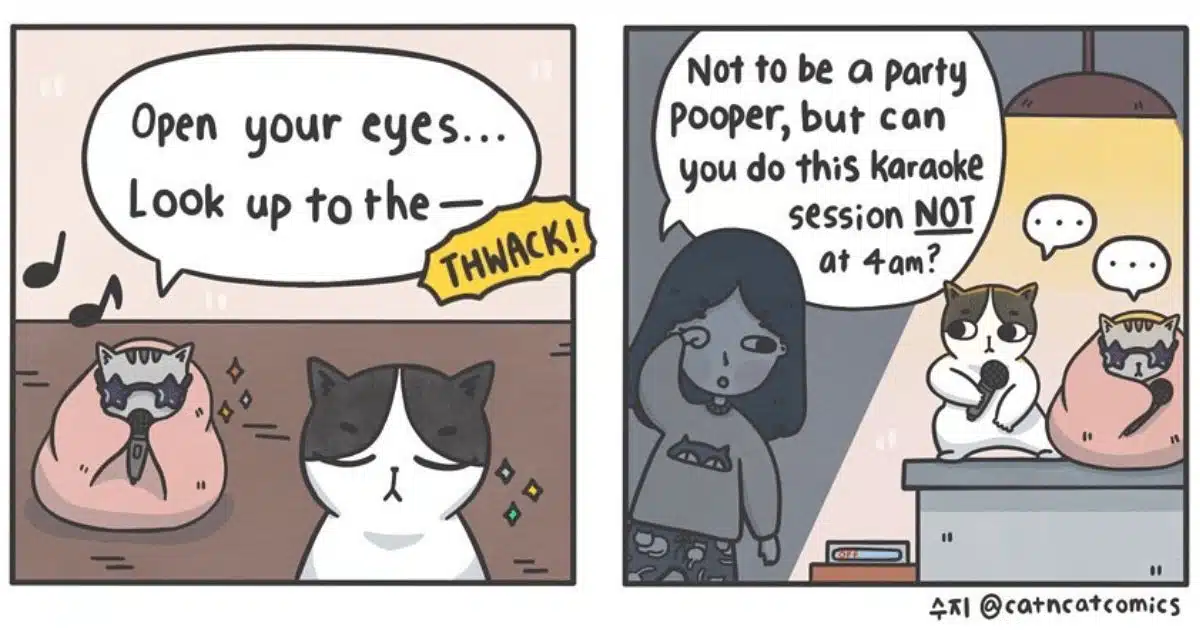 Open your eyes...
Look up to the —
THWACK!
Not to be a party
pooper, but can
you do this karaoke
session NOT
at 4am?
...
...
OFF
수지 @catncatcomics